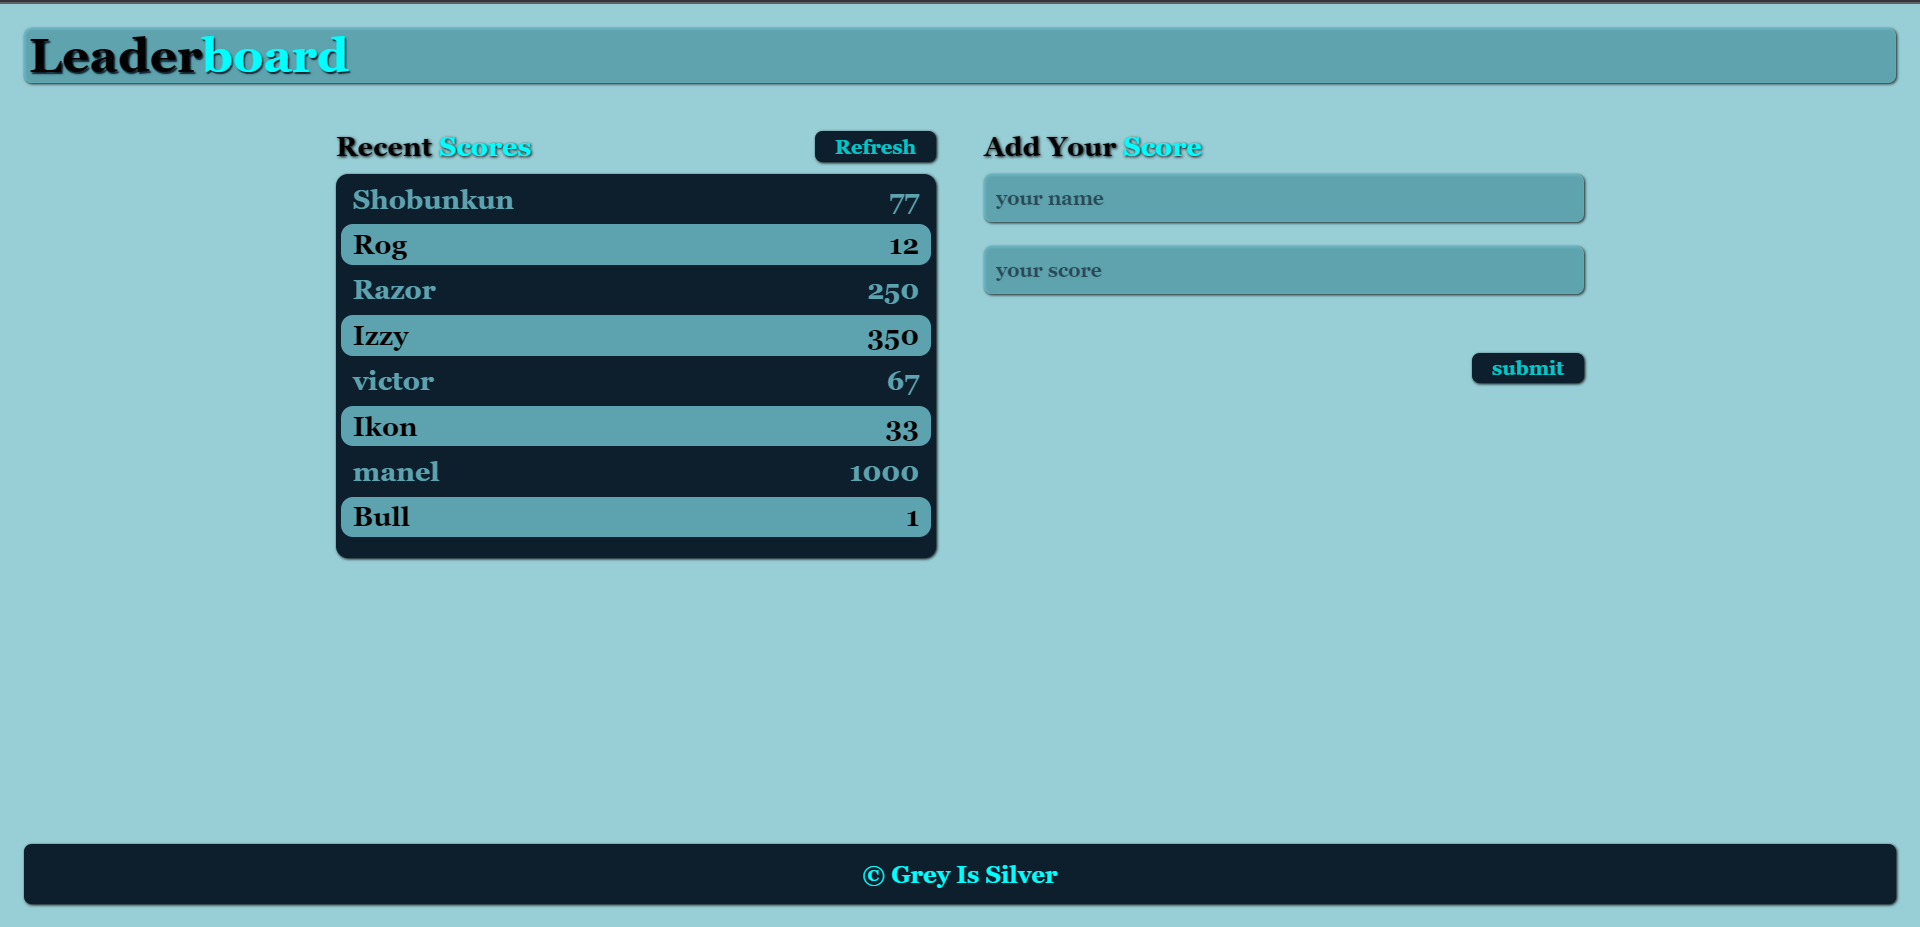 Leaderboard
Recent Scores
Refresh
Shobunkun 77
Rog 12
Razor 250
Izzy 350
victor 67
Ikon 33
manel 1000
Bull 1
Add Your Score
your name
your score
submit
© Grey Is Silver